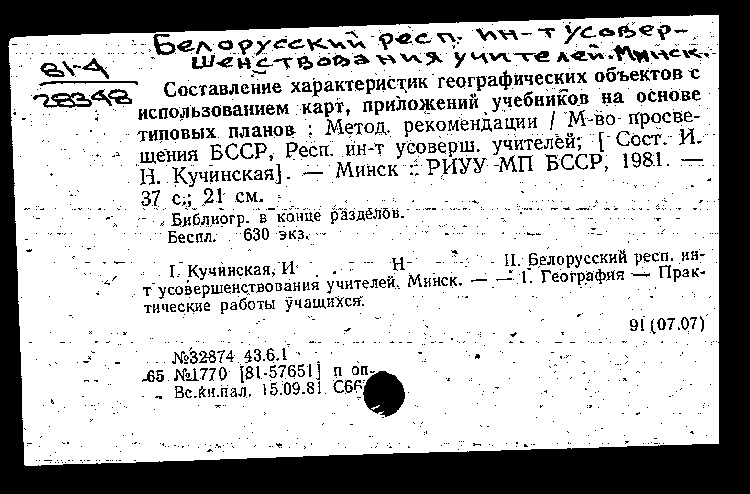 Белорусский респ. ин-т усовер-
шенствования учителей. Минск.
81-4
28348
Составление характеристик географических объектов с
использованием карт, приложений учебников на основе
типовых планов : Метод. рекомендации / М-во просве-
щения БССР, Респ. ин-т усоверш. учителей; [ Сост. И.
Н. Кучинская]. — Минск : РИУУ МП БССР, 1981. —
37 с.; 21 см.
Библиогр. в конце разделов.
Беспл. 630 экз.
I. Кучинская, И Н II. Белорусский респ. ин-
т усовершенствования учителей. Минск. — — 1. География — Прак-
тические работы учащихся.
91 (07.07)
№32874 43.6.1
65 №1770 [81-57651] п оп
Вс.кн.пал. 15.09.81 С66